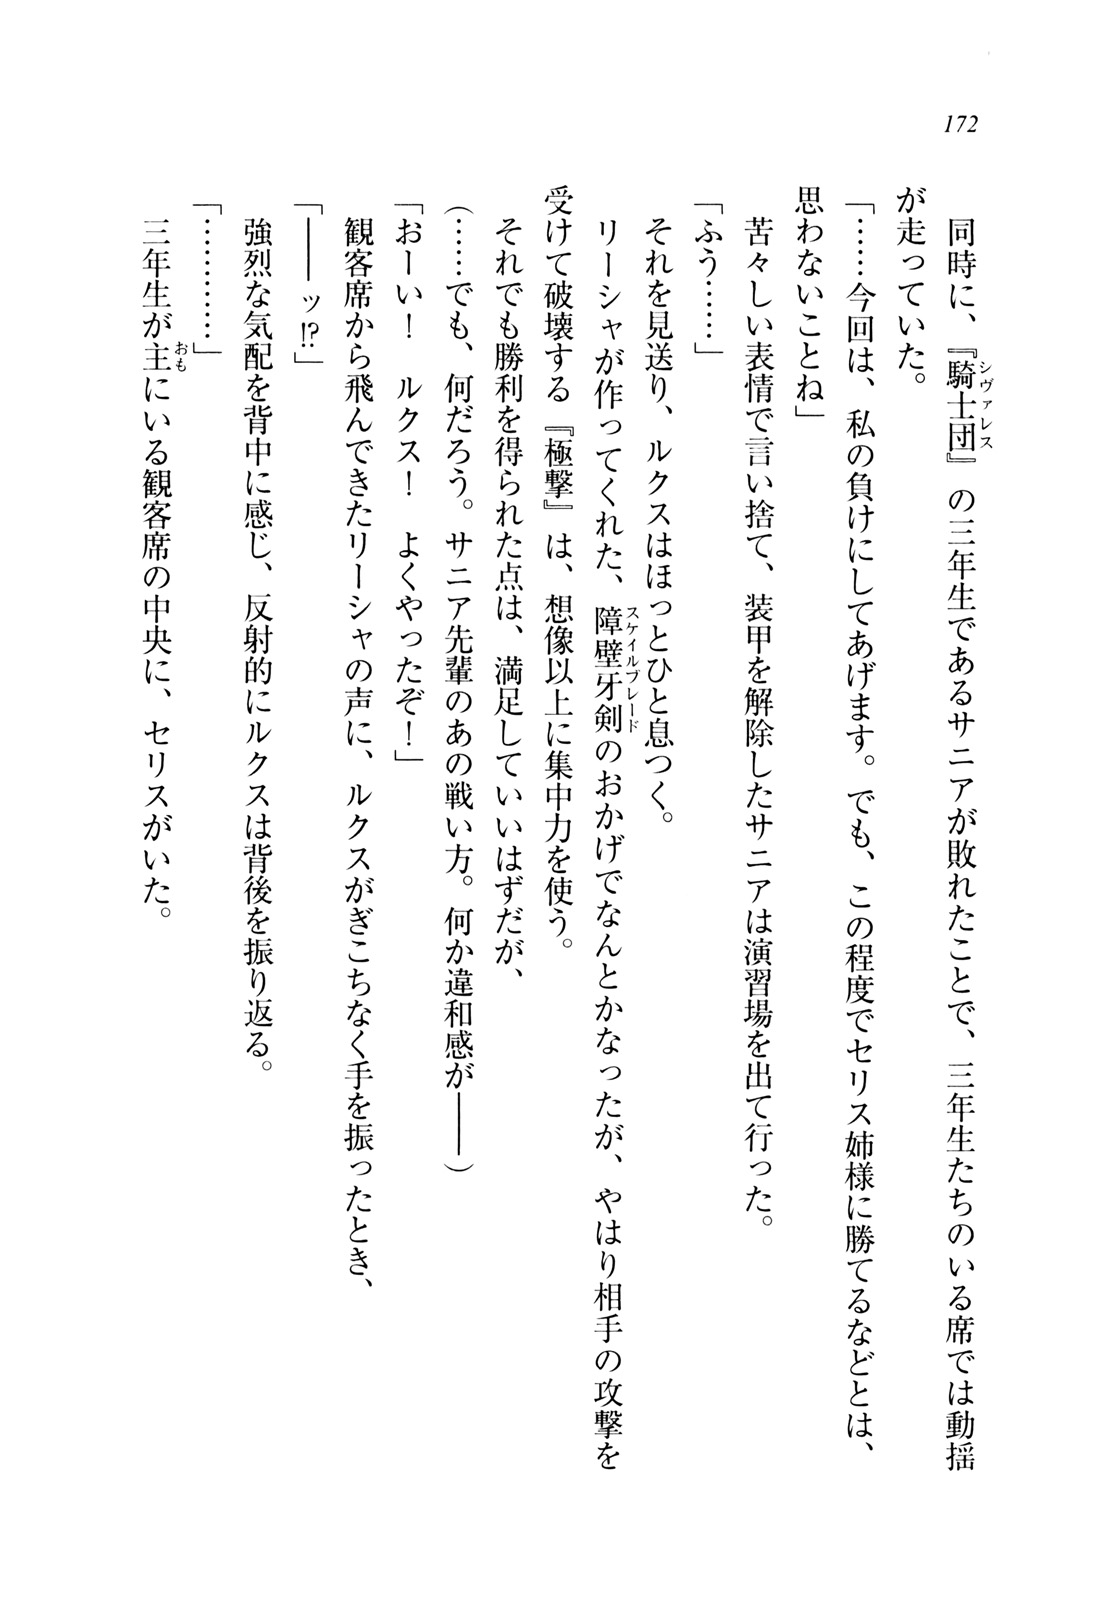 172
同時に、『騎士団』の三年生であるサニアが敗れたことで、三年生たちのいる席では動揺
シヴァレス
が走っていた。
「……今回は、私の負けにしてあげます。でも、この程度でセリス姉様に勝てるなどとは、
思わないことね」
苦々しい表情で言い捨て、装甲を解除したサニアは演習場を出て行った。
「ふう……」
それを見送り、ルクスはほっとひと息つく。
リーシャが作ってくれた、障壁牙剣のおかげでなんとかなったが、やはり相手の攻撃を
スケイルブレード
受けて破壊する『極撃』は、想像以上に集中力を使う。
それでも勝利を得られた点は、満足していいはずだが、
(……でも、何だろう。サニア先輩のあの戦い方。何か違和感が――)
「おーい！　ルクス！　よくやったぞ！」
観客席から飛んできたリーシャの声に、ルクスがぎこちなく手を振ったとき、
「――ッ!?」
強烈な気配を背中に感じ、反射的にルクスは背後を振り返る。
「…………」
三年生が主にいる観客席の中央に、セリスがいた。
おも